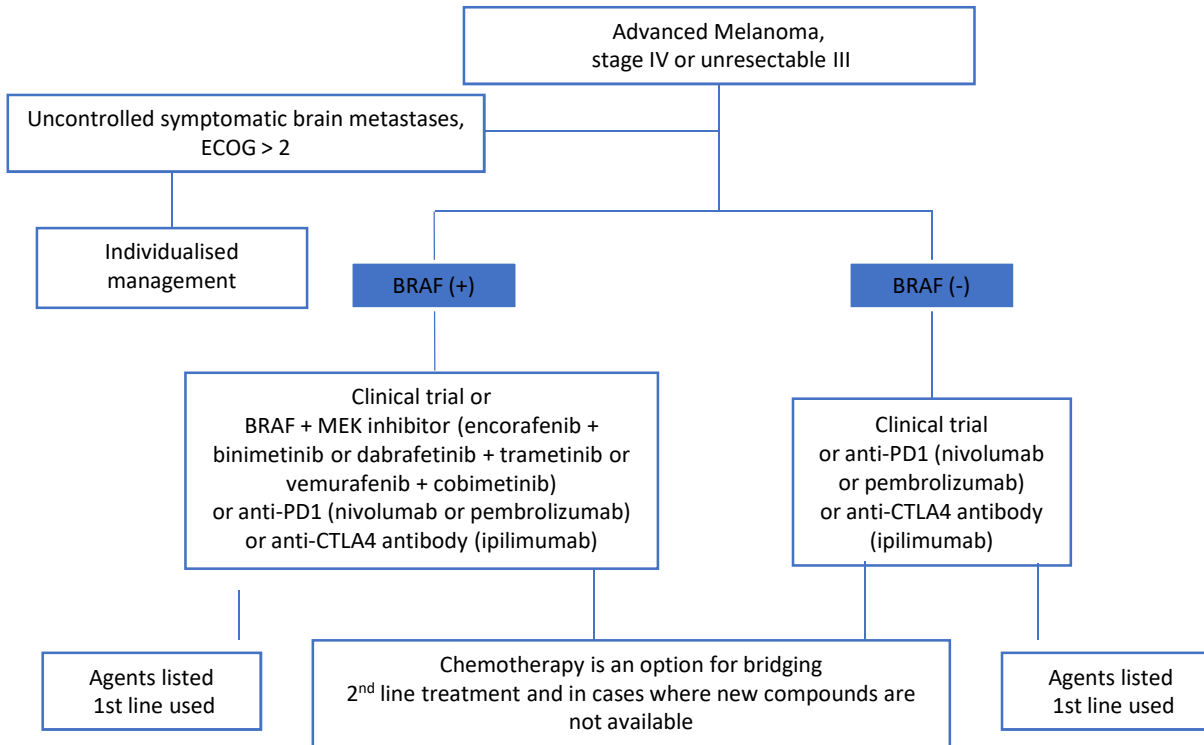 Advanced Melanoma,
stage IV or unresectable III
Uncontrolled symptomatic brain metastases,
ECOG > 2
Individualised
management
BRAF (+)
BRAF (-)
Clinical trial or
BRAF + MEK inhibitor (encorafenib +
binimetinib or dabrafetinib + trametinib or
vemurafenib + cobimetinib)
or anti-PD1 (nivolumab or pembrolizumab)
or anti-CTLA4 antibody (ipilimumab)
Clinical trial
or anti-PD1 (nivolumab
or pembrolizumab)
or anti-CTLA4 antibody
(ipilimumab)
Agents listed
1st line used
Chemotherapy is an option for bridging
2nd line treatment and in cases where new compounds are
not available
Agents listed
1st line used